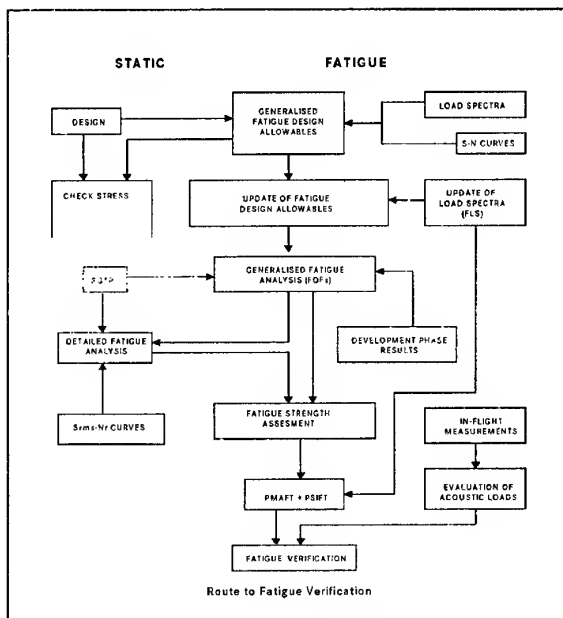 STATIC
FATIGUE
DESIGN
GENERALISED
FATIGUE DESIGN
ALLOWABLES
LOAD SPECTRA
S-N CURVES
CHECK STRESS
UPDATE OF FATIGUE
DESIGN ALLOWABLES
UPDATE OF
LOAD SPECTRA
(FLS)
GENERALISED FATIGUE
ANALYSIS (FQFs)
DETAILED FATIGUE
ANALYSIS
DEVELOPMENT PHASE
RESULTS
Srms-Nr CURVES
FATIGUE STRENGTH
ASSESMENT
IN-FLIGHT
MEASUREMENTS
PMAFT + PSIFT
EVALUATION OF
ACOUSTIC LOADS
FATIGUE VERIFICATION
Route to Fatigue Verification